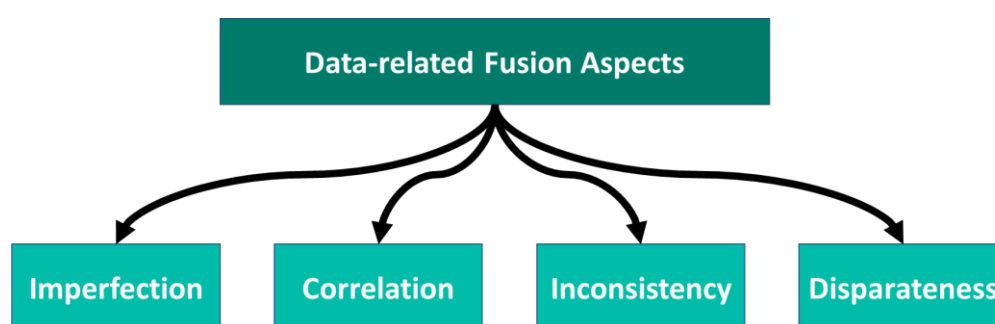 Data-related Fusion Aspects
Imperfection
Correlation
Inconsistency
Disparateness